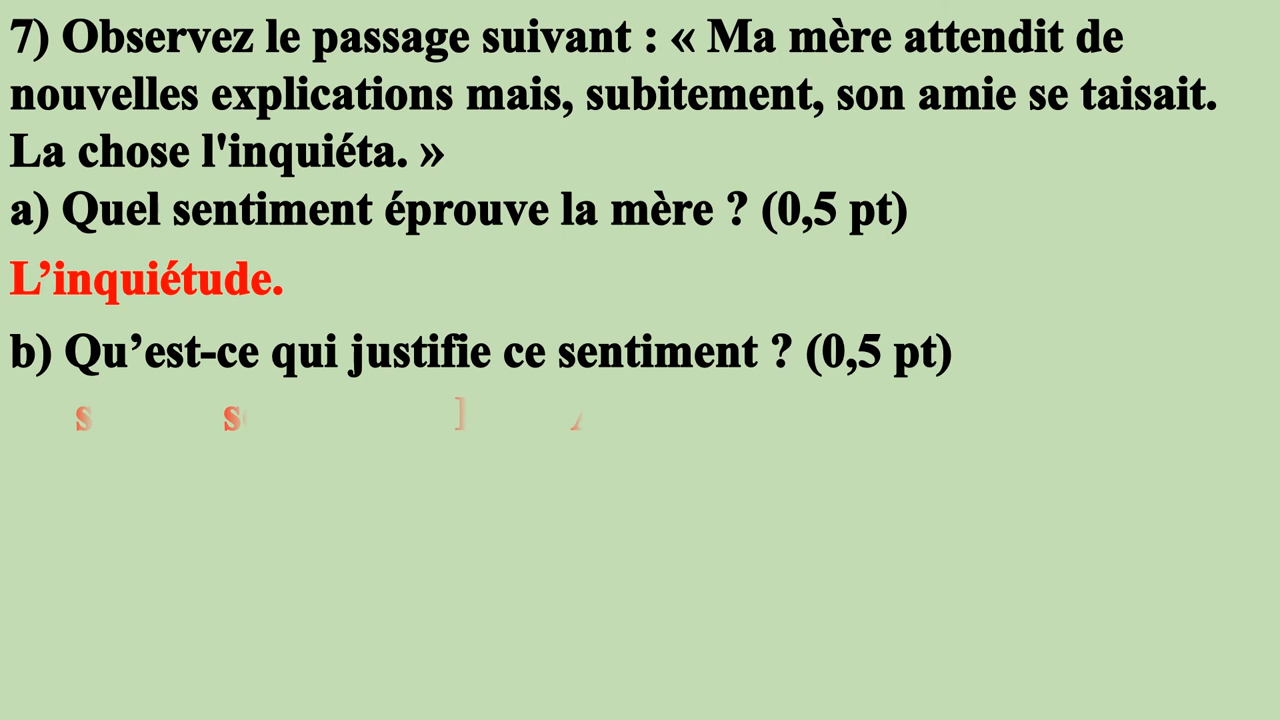 7) Observez le passage suivant : « Ma mère attendit de
nouvelles explications mais, subitement, son amie se taisait.
La chose l'inquiéta. »
a) Quel sentiment éprouve la mère ? (0,5 pt)
L’inquiétude.
b) Qu’est-ce qui justifie ce sentiment ? (0,5 pt)